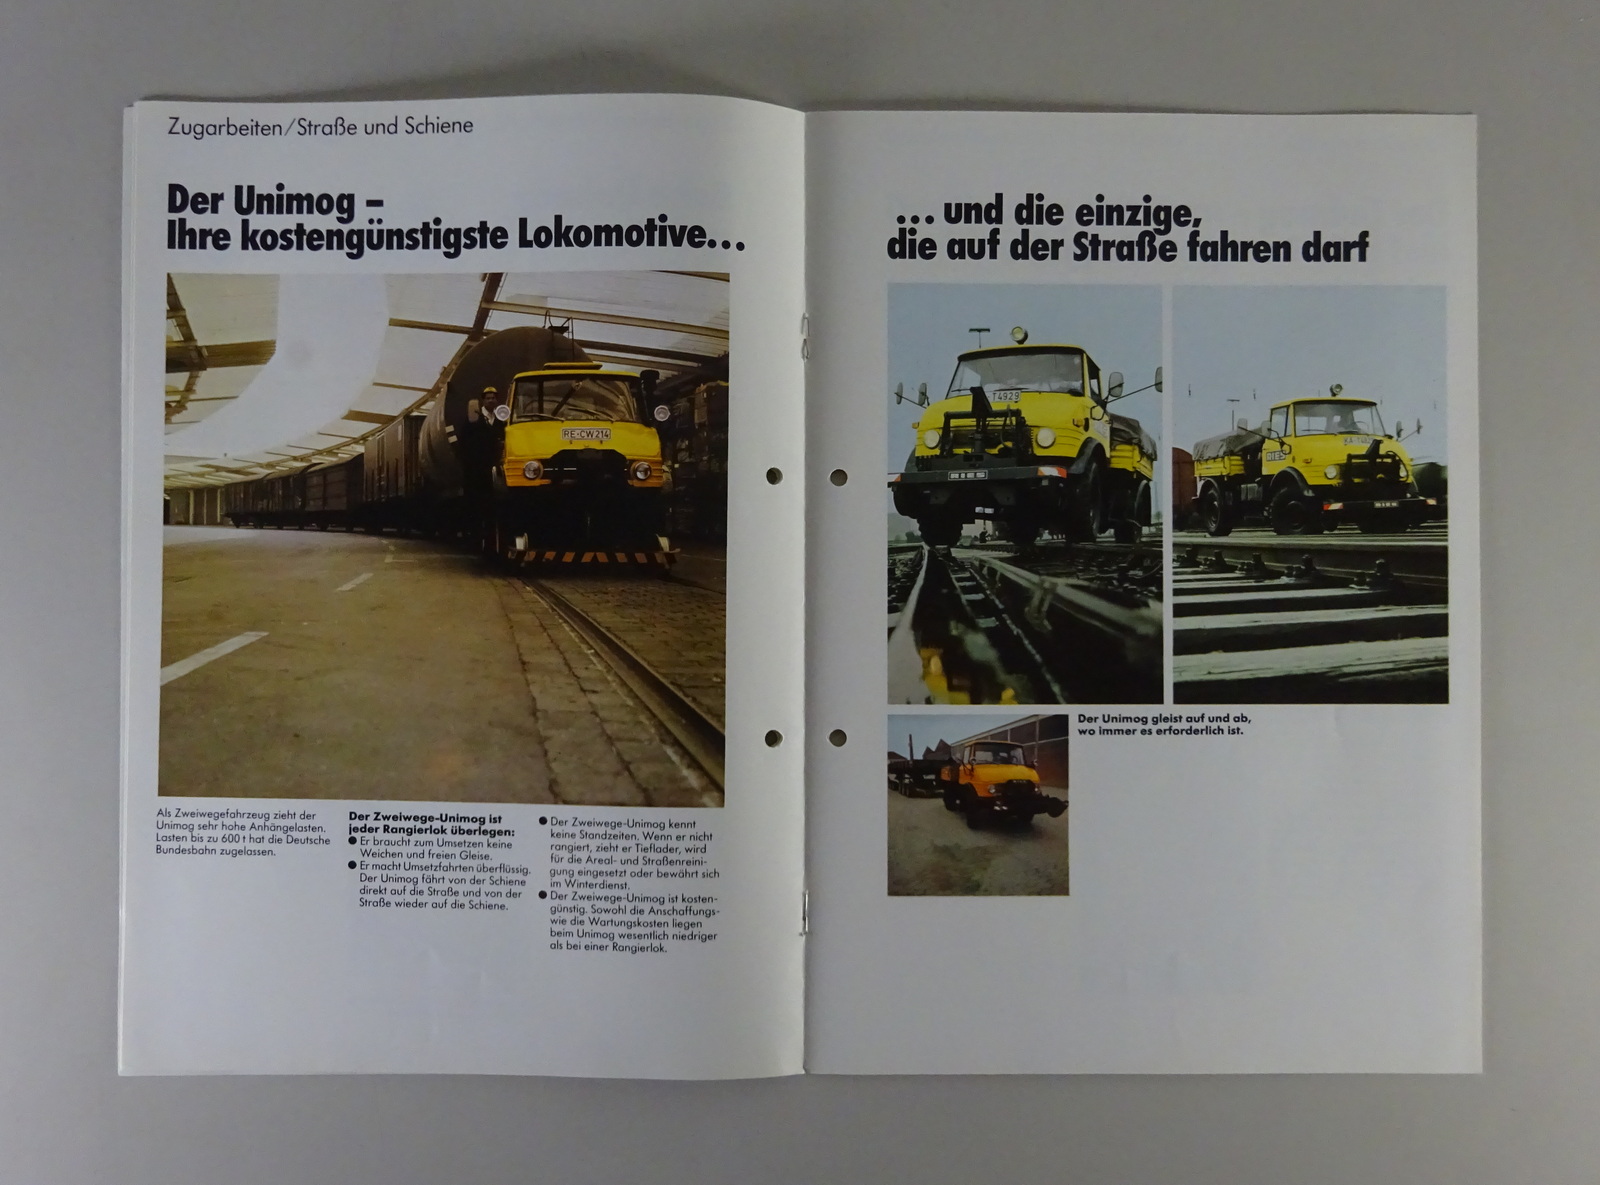 Zugarbeiten/Straße und Schiene
Der Unimog –
Ihre kostengünstigste Lokomotive...
RE-CW 214
Als Zweiwegefahrzeug zieht der
Unimog sehr hohe Anhängelasten.
Lasten bis zu 600 t hat die Deutsche
Bundesbahn zugelassen.
Der Zweiwege-Unimog ist
jeder Rangierlok überlegen:
● Er braucht zum Umsetzen keine
Weichen und freien Gleise.
● Er macht Umsetzfahrten überflüssig.
Der Unimog fährt von der Schiene
direkt auf die Straße und von der
Straße wieder auf die Schiene.
● Der Zweiwege-Unimog kennt
keine Standzeiten. Wenn er nicht
rangiert, zieht er Tieflader, wird
für die Areal- und Straßenreini-
gung eingesetzt oder bewährt sich
im Winterdienst.
● Der Zweiwege-Unimog ist kosten-
günstig. Sowohl die Anschaffungs-
wie die Wartungskosten liegen
beim Unimog wesentlich niedriger
als bei einer Rangierlok.
... und die einzige,
die auf der Straße fahren darf
-T4929
RIES
RIES
RIES
Der Unimog gleist auf und ab,
wo immer es erforderlich ist.